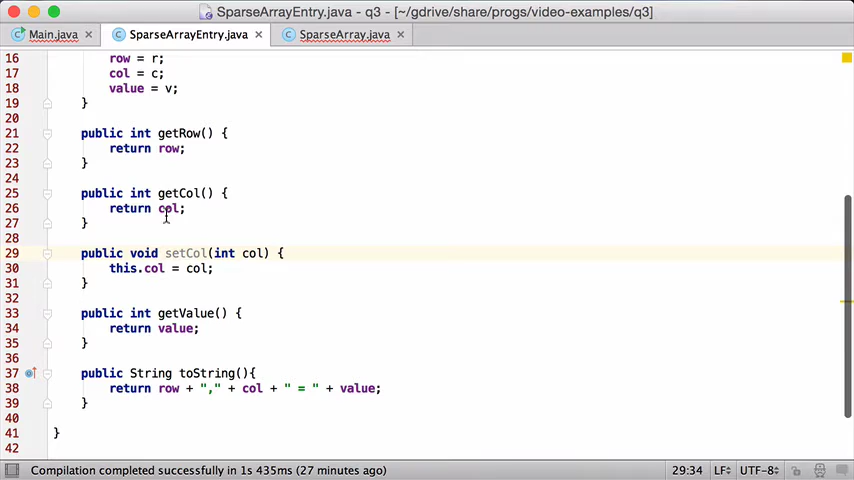 SparseArrayEntry.java - q3 - [~/gdrive/share/progs/video-examples/q3]
Main.java SparseArrayEntry.java SparseArray.java
16 row = r;
17 col = c;
18 value = v;
19 }
20
21 public int getRow() {
22 return row;
23 }
24
25 public int getCol() {
26 return col;
27 }
28
29 public void setCol(int col) {
30 this.col = col;
31 }
32
33 public int getValue() {
34 return value;
35 }
36
37 public String toString(){
38 return row + "," + col + " = " + value;
39 }
40
41 }
42
Compilation completed successfully in 1s 435ms (27 minutes ago) 29:34 LF UTF-8